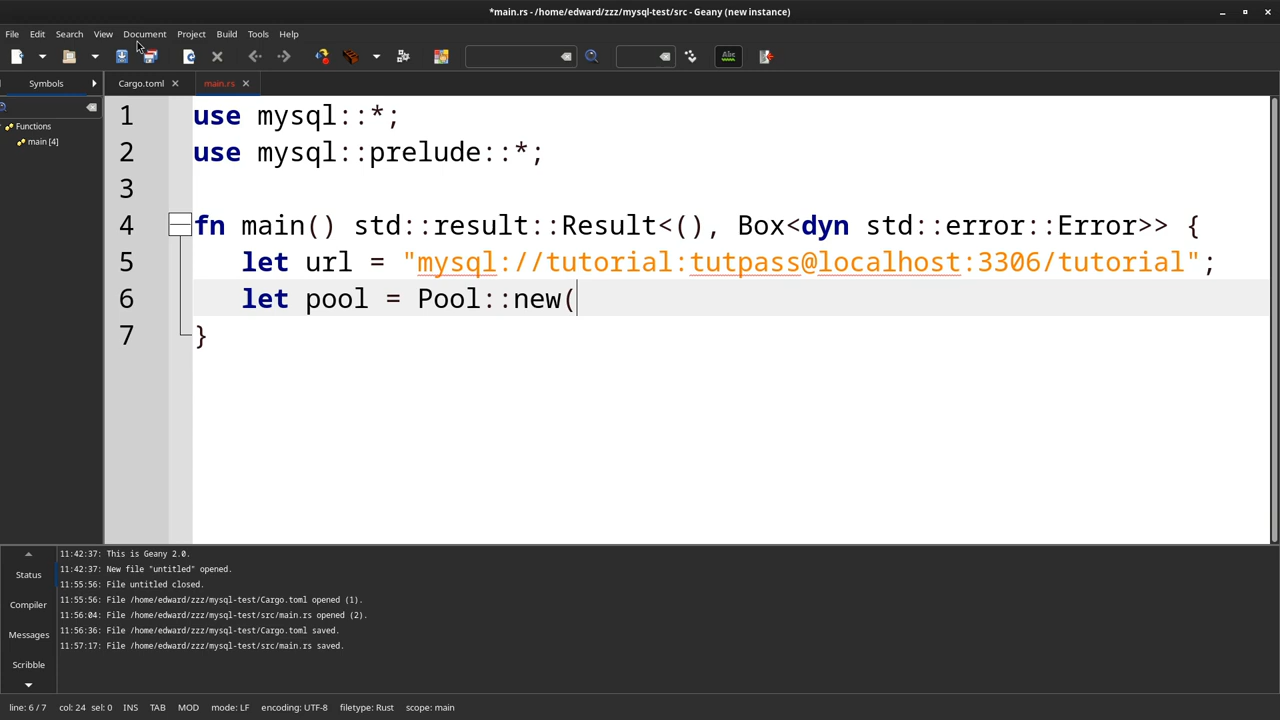 *main.rs - /home/edward/zzz/mysql-test/src - Geany (new instance)
File Edit Search View Document Project Build Tools Help
Abc
Symbols
Cargo.toml main.rs
Functions
main [4]
1 use mysql::*;
2 use mysql::prelude::*;
3
4 fn main() std::result::Result<(), Box<dyn std::error::Error>> {
5 let url = "mysql://tutorial:tutpass@localhost:3306/tutorial";
6 let pool = Pool::new(
7 }
Status
Compiler
Messages
Scribble
11:42:37: This is Geany 2.0.
11:42:37: New file "untitled" opened.
11:55:56: File untitled closed.
11:55:56: File /home/edward/zzz/mysql-test/Cargo.toml opened (1).
11:56:04: File /home/edward/zzz/mysql-test/src/main.rs opened (2).
11:56:36: File /home/edward/zzz/mysql-test/Cargo.toml saved.
11:57:17: File /home/edward/zzz/mysql-test/src/main.rs saved.
line: 6 / 7 col: 24 sel: 0 INS TAB MOD mode: LF encoding: UTF-8 filetype: Rust scope: main